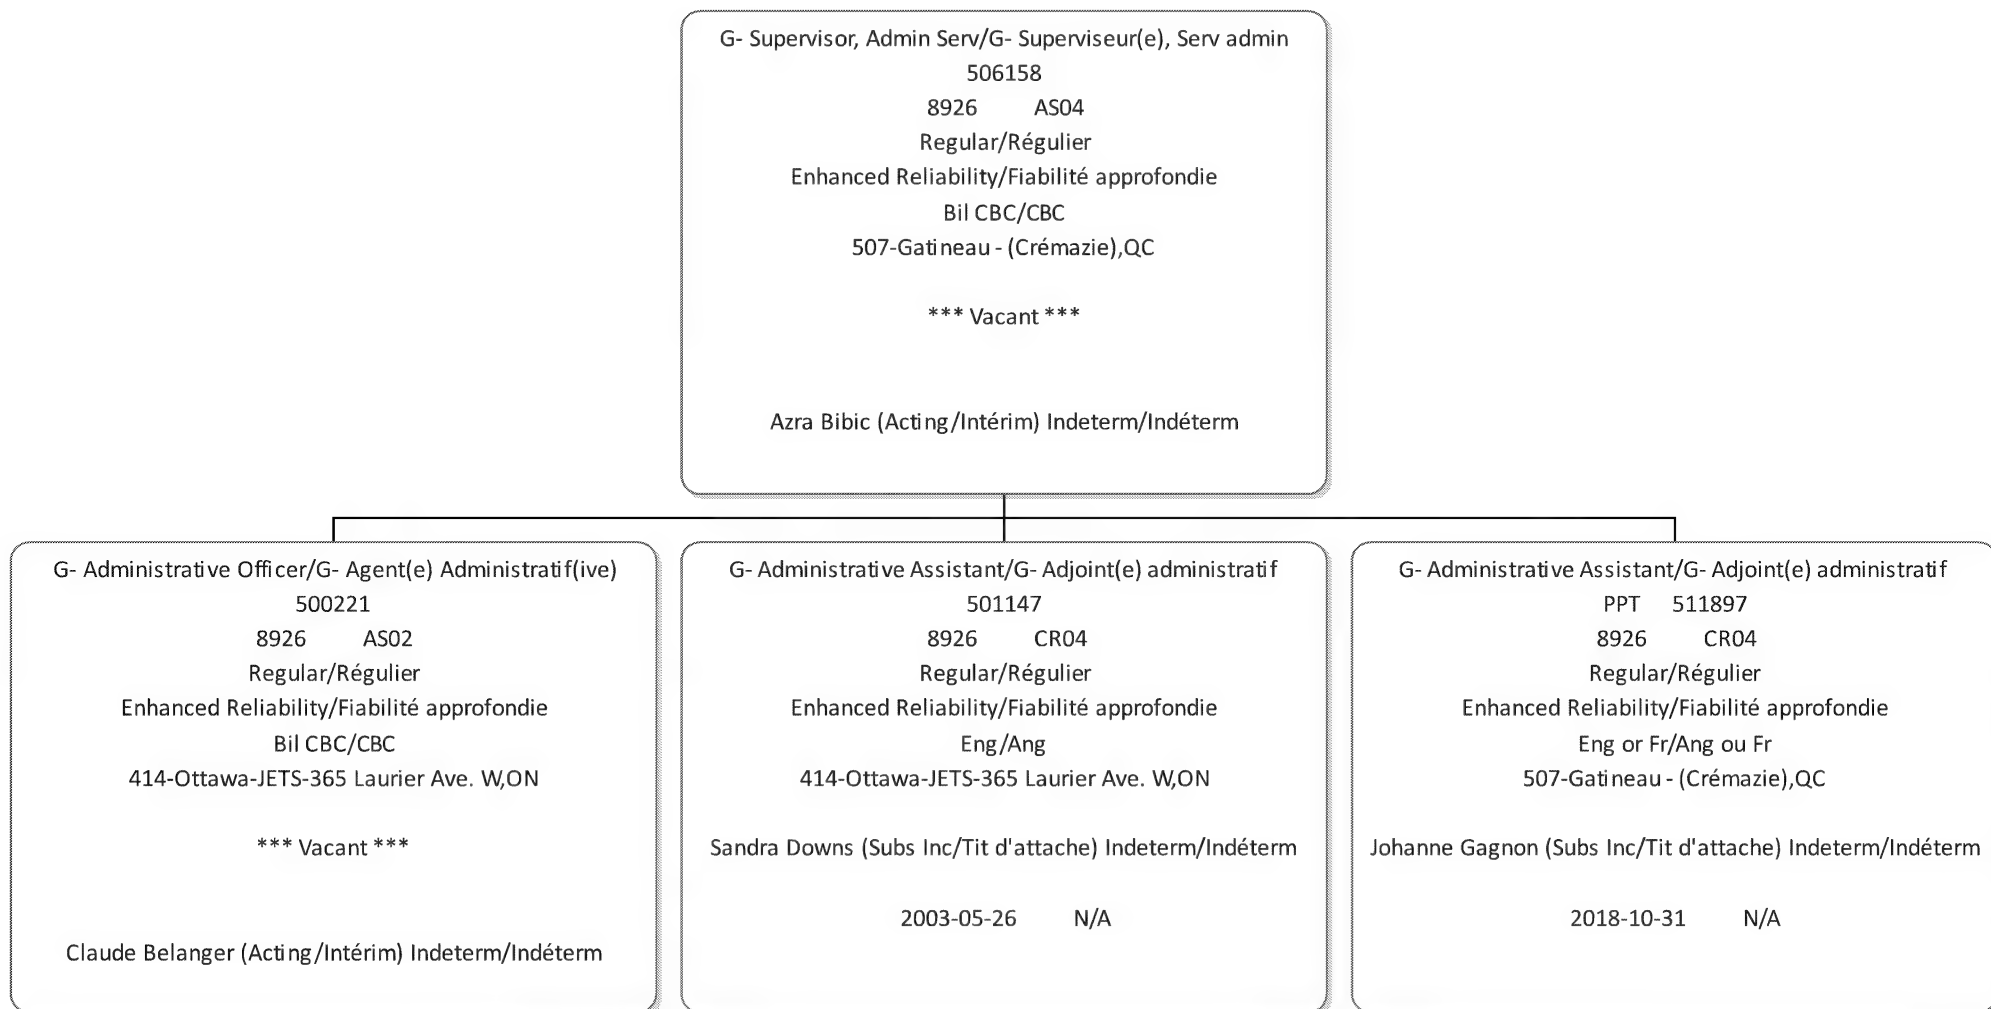 G- Supervisor, Admin Serv/G- Superviseur(e), Serv admin
506158
8926 AS04
Regular/Régulier
Enhanced Reliability/Fiabilité approfondie
Bil CBC/CBC
507-Gatineau - (Crémazie),QC
*** Vacant ***
Azra Bibic (Acting/Intérim) Indeterm/Indéterm
G- Administrative Officer/G- Agent(e) Administratif(ive)
500221
8926 AS02
Regular/Régulier
Enhanced Reliability/Fiabilité approfondie
Bil CBC/CBC
414-Ottawa-JETS-365 Laurier Ave. W,ON
*** Vacant ***
Claude Belanger (Acting/Intérim) Indeterm/Indéterm
G- Administrative Assistant/G- Adjoint(e) administratif
501147
8926 CR04
Regular/Régulier
Enhanced Reliability/Fiabilité approfondie
Eng/Ang
414-Ottawa-JETS-365 Laurier Ave. W,ON
Sandra Downs (Subs Inc/Tit d'attache) Indeterm/Indéterm
2003-05-26 N/A
G- Administrative Assistant/G- Adjoint(e) administratif
PPT 511897
8926 CR04
Regular/Régulier
Enhanced Reliability/Fiabilité approfondie
Eng or Fr/Ang ou Fr
507-Gatineau - (Crémazie),QC
Johanne Gagnon (Subs Inc/Tit d'attache) Indeterm/Indéterm
2018-10-31 N/A